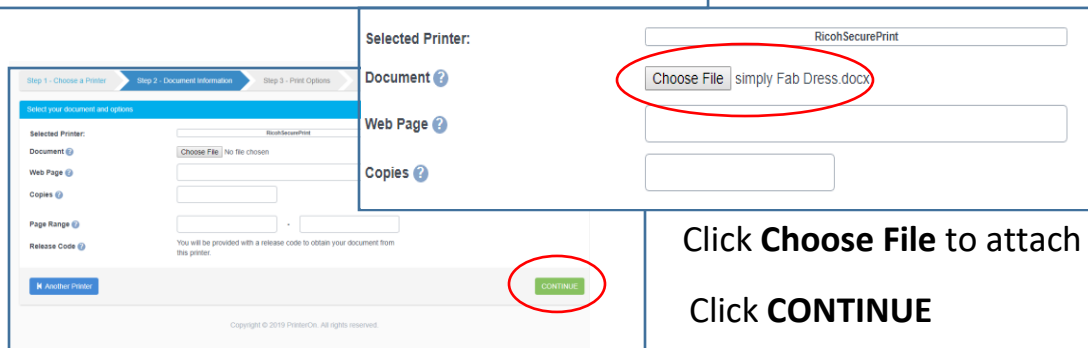 Selected Printer: RicohSecurePrint
Document ? Choose File simply Fab Dress.docx
Web Page ?
Copies ?
Step 1 - Choose a Printer Step 2 - Document Information Step 3 - Print Options
Select your document and options
Selected Printer: RicohSecurePrint
Document ? Choose File No file chosen
Web Page ?
Copies ?
Page Range ? -
Release Code ? You will be provided with a release code to obtain your document from
this printer.
Another Printer CONTINUE
Copyright © 2019 PrinterOn. All rights reserved.
Click Choose File to attach
Click CONTINUE